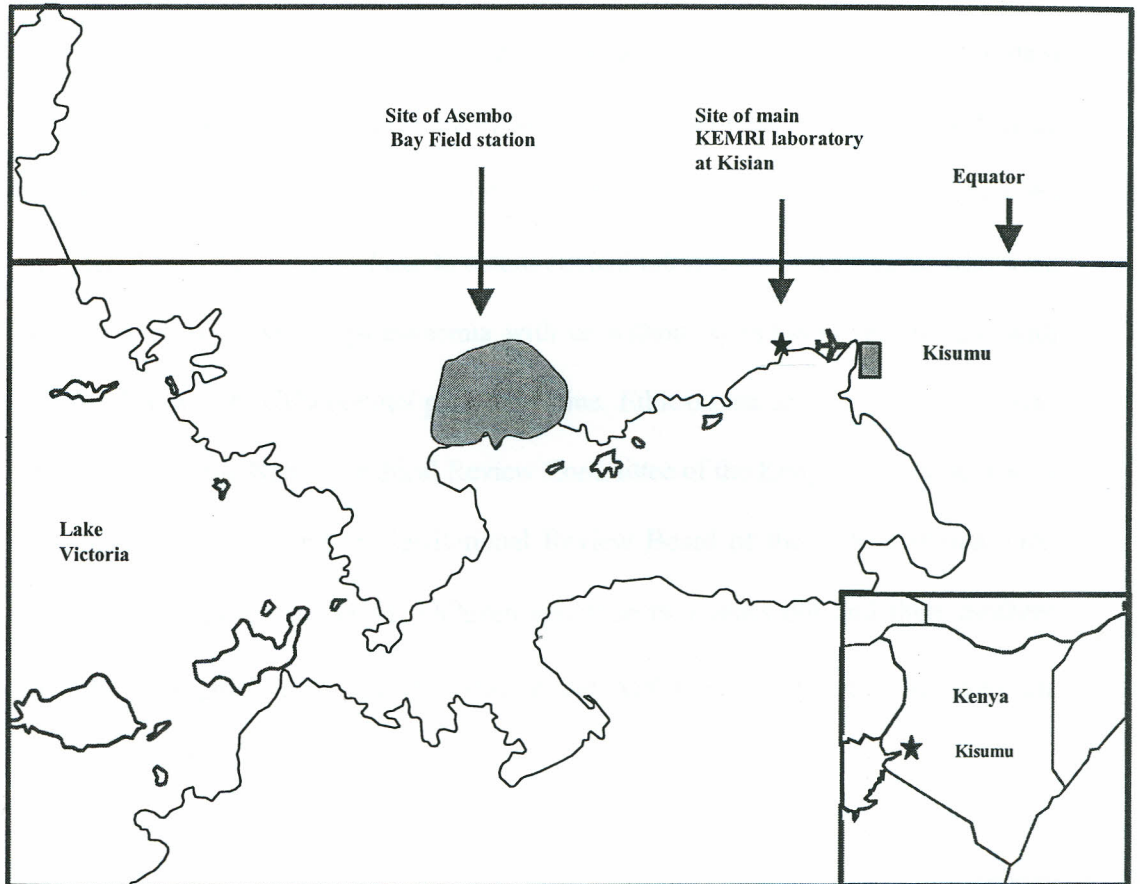 Site of Asembo
Bay Field station
Site of main
KEMRI laboratory
at Kisian
Equator
Kisumu
Lake
Victoria
Kenya
Kisumu